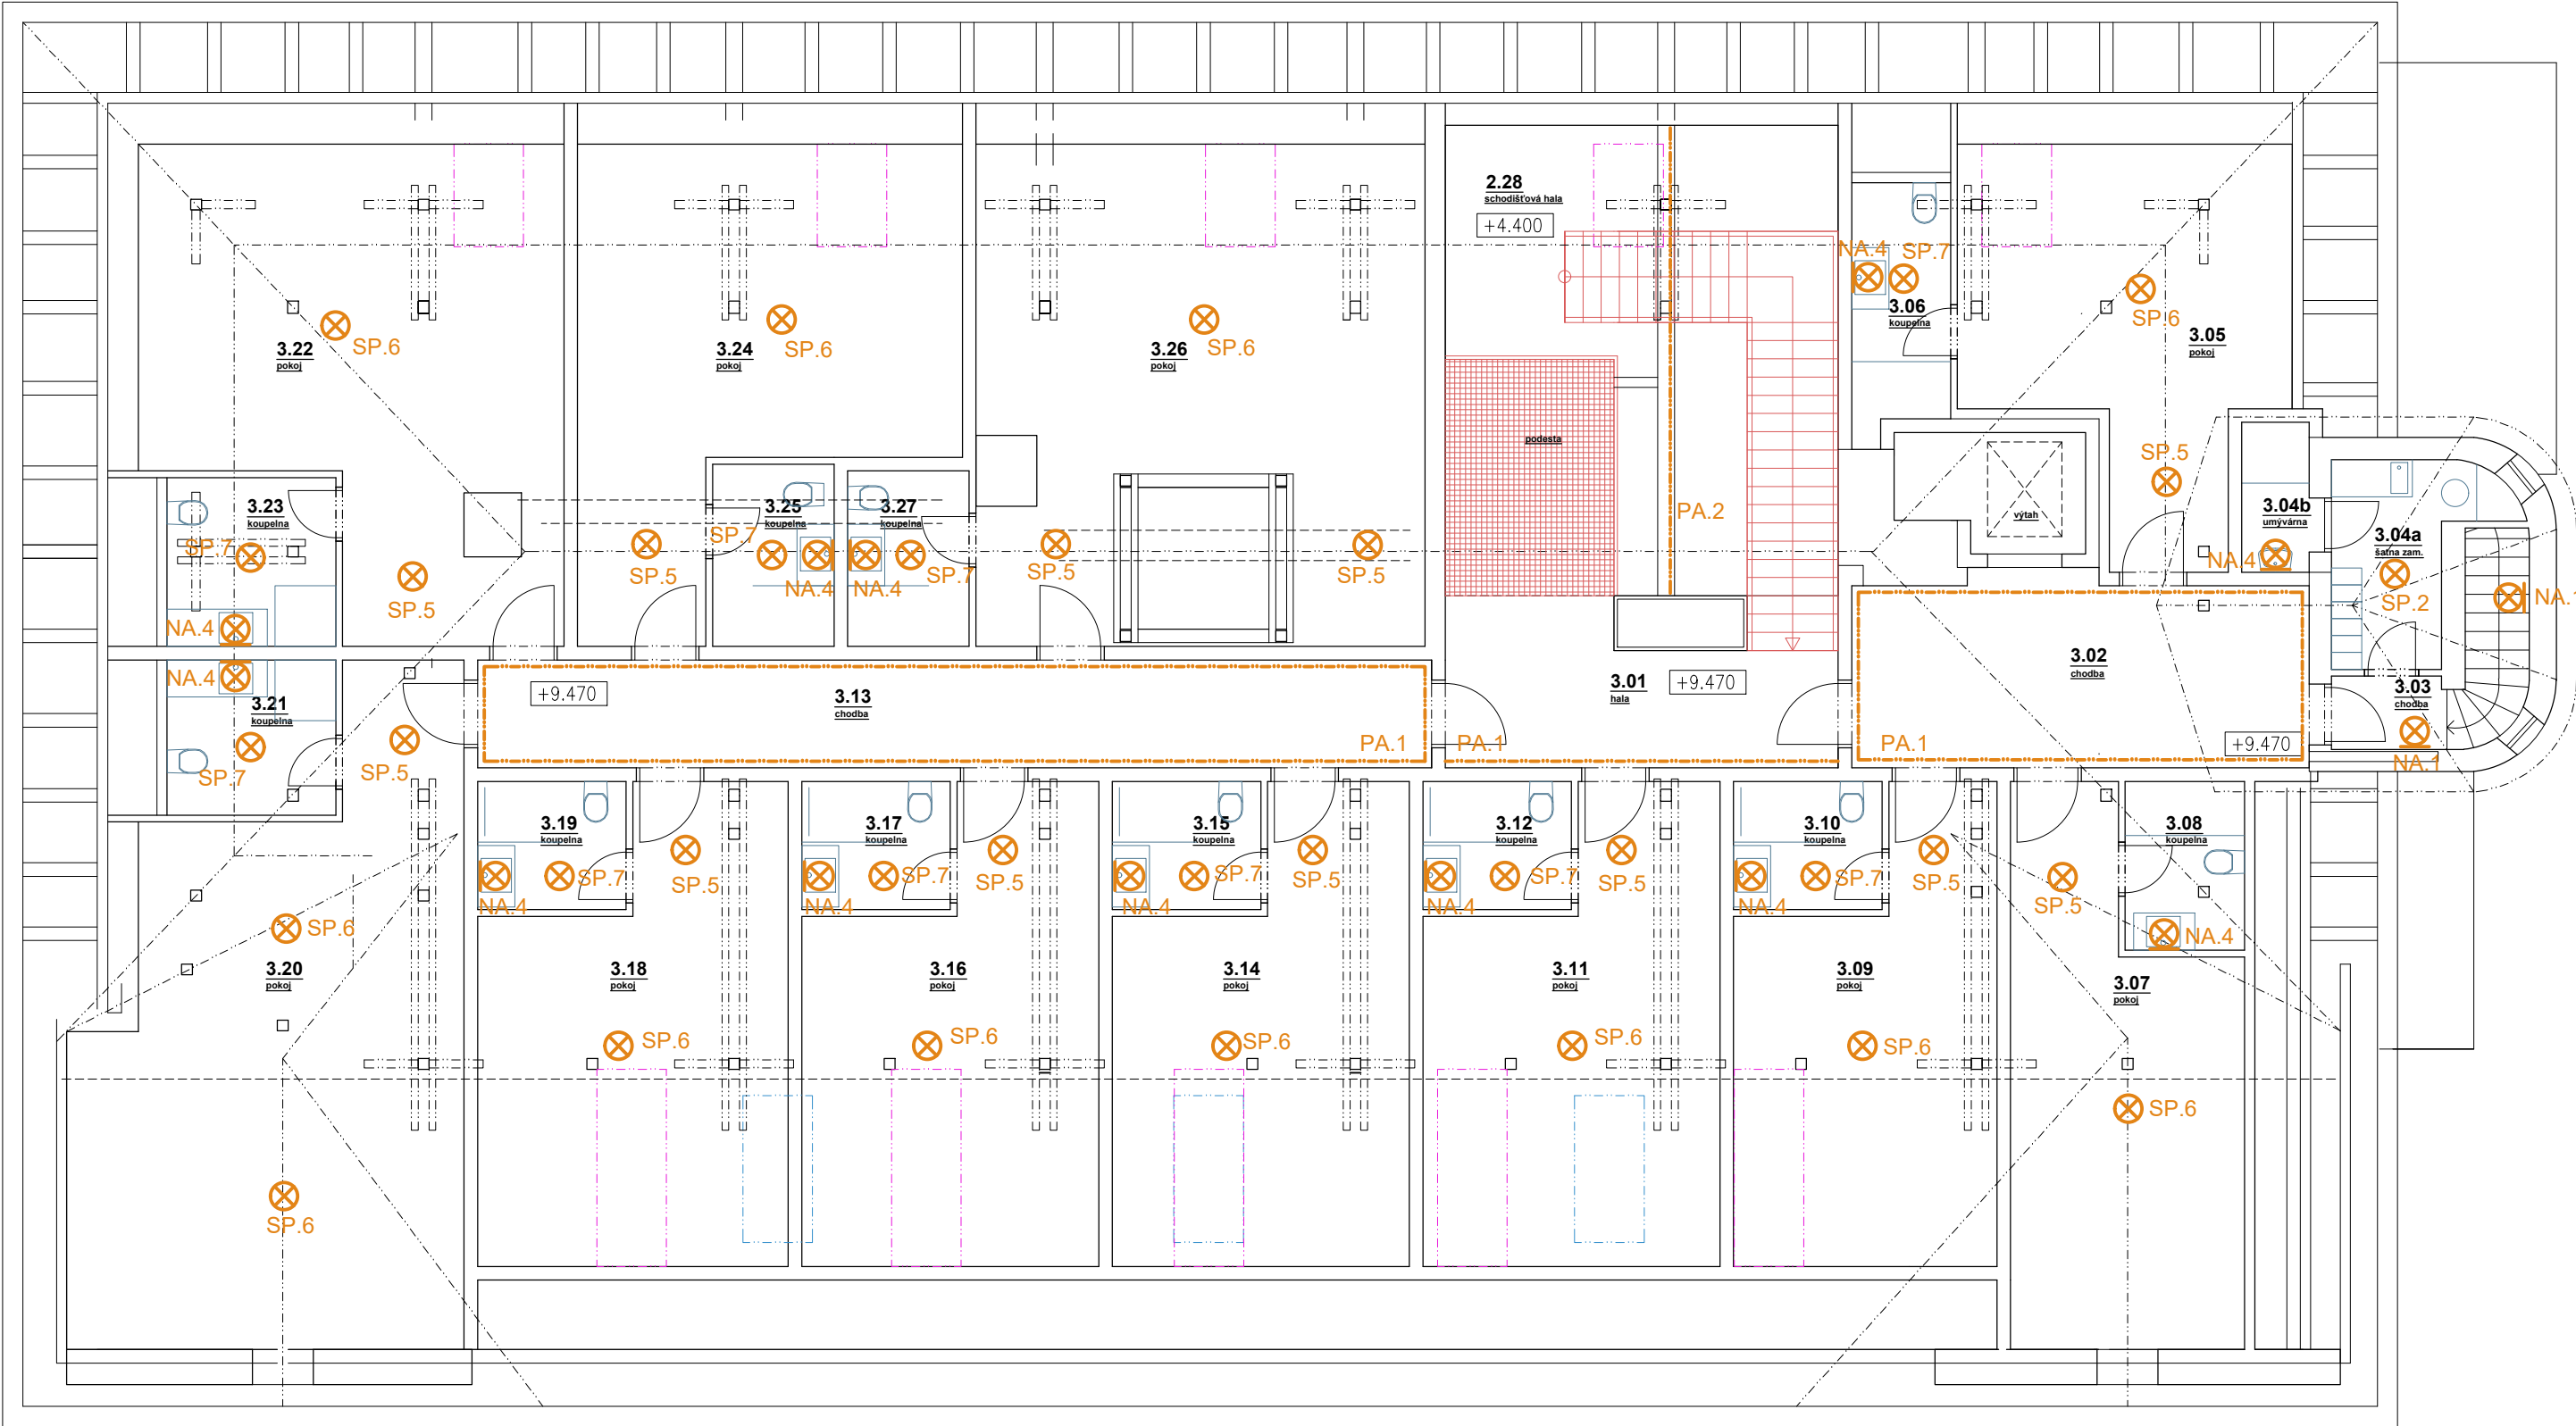 2.28
schodišťová hala
+4.400
NA.4
SP.7
3.06
koupelna
SP.6
3.05
pokoj
3.22
pokoj
SP.6
3.24
pokoj
SP.6
3.26
pokoj
SP.6
podesta
SP.5
3.23
koupelna
SP.7
SP.5
NA.4
SP.5
SP.7
3.25
koupelna
NA.4
3.27
koupelna
NA.4
SP.7
SP.5
SP.5
PA.2
výtah
3.04b
umývárna
NA.4
3.04a
šatna zam.
SP.2
NA.1
NA.4
3.21
koupelna
SP.7
SP.5
+9.470
3.13
chodba
PA.1
PA.1
3.01
hala
+9.470
3.02
chodba
PA.1
+9.470
3.03
chodba
NA.1
3.19
koupelna
SP.7
NA.4
SP.5
3.17
koupelna
SP.7
NA.4
SP.5
3.15
koupelna
SP.7
NA.4
SP.5
3.12
koupelna
SP.7
NA.4
SP.5
3.10
koupelna
SP.7
NA.4
SP.5
SP.5
3.08
koupelna
NA.4
SP.6
3.20
pokoj
SP.6
3.18
pokoj
SP.6
3.16
pokoj
SP.6
3.14
pokoj
SP.6
3.11
pokoj
SP.6
3.09
pokoj
SP.6
3.07
pokoj
SP.6